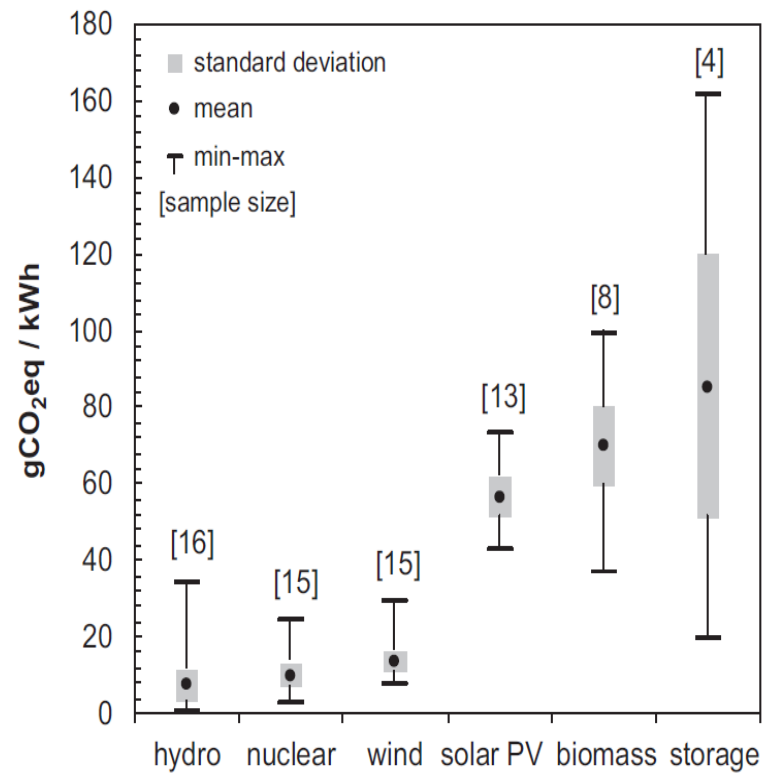 180
160
140
120
100
80
60
40
20
0
gCO₂eq / kWh
standard deviation
mean
min-max
[sample size]
[16]
[15]
[15]
[13]
[8]
[4]
hydro nuclear wind solar PV biomass storage